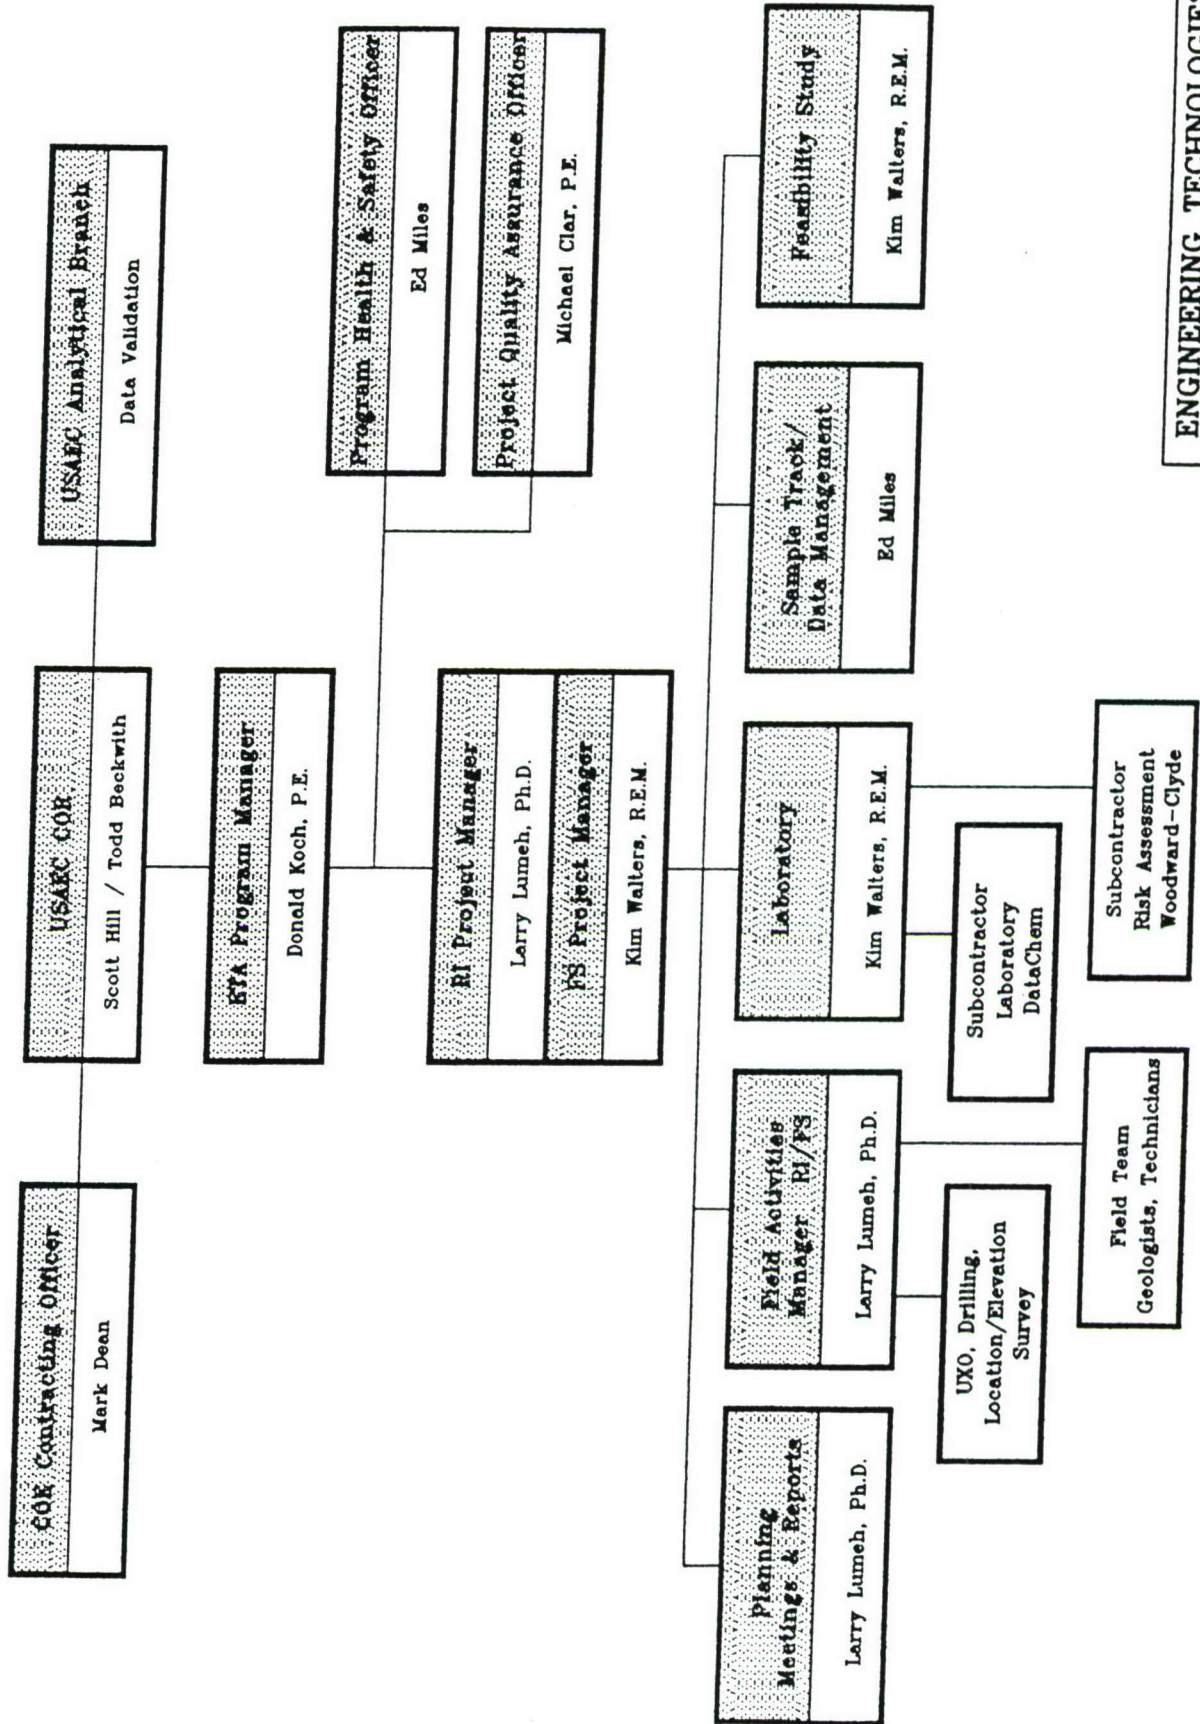 COR Contracting Officer
Mark Dean
USAEC COR
Scott Hill / Todd Beckwith
USAEC Analytical Branch
Data Validation
ETA Program Manager
Donald Koch, P.E.
Program Health & Safety Officer
Ed Miles
Project Quality Assurance Officer
Michael Clar, P.E.
RI Project Manager
Larry Lumeh, Ph.D.
FS Project Manager
Kim Walters, R.E.M.
Planning
Meetings & Reports
Larry Lumeh, Ph.D.
Field Activities
Manager RI/FS
Larry Lumeh, Ph.D.
Laboratory
Kim Walters, R.E.M.
Sample Track/
Data Management
Ed Miles
Feasibility Study
Kim Walters, R.E.M.
UXO, Drilling,
Location/Elevation
Survey
Field Team
Geologists, Technicians
Subcontractor
Laboratory
DataChem
Subcontractor
Risk Assessment
Woodward-Clyde
ENGINEERING TECHNOLOGIES